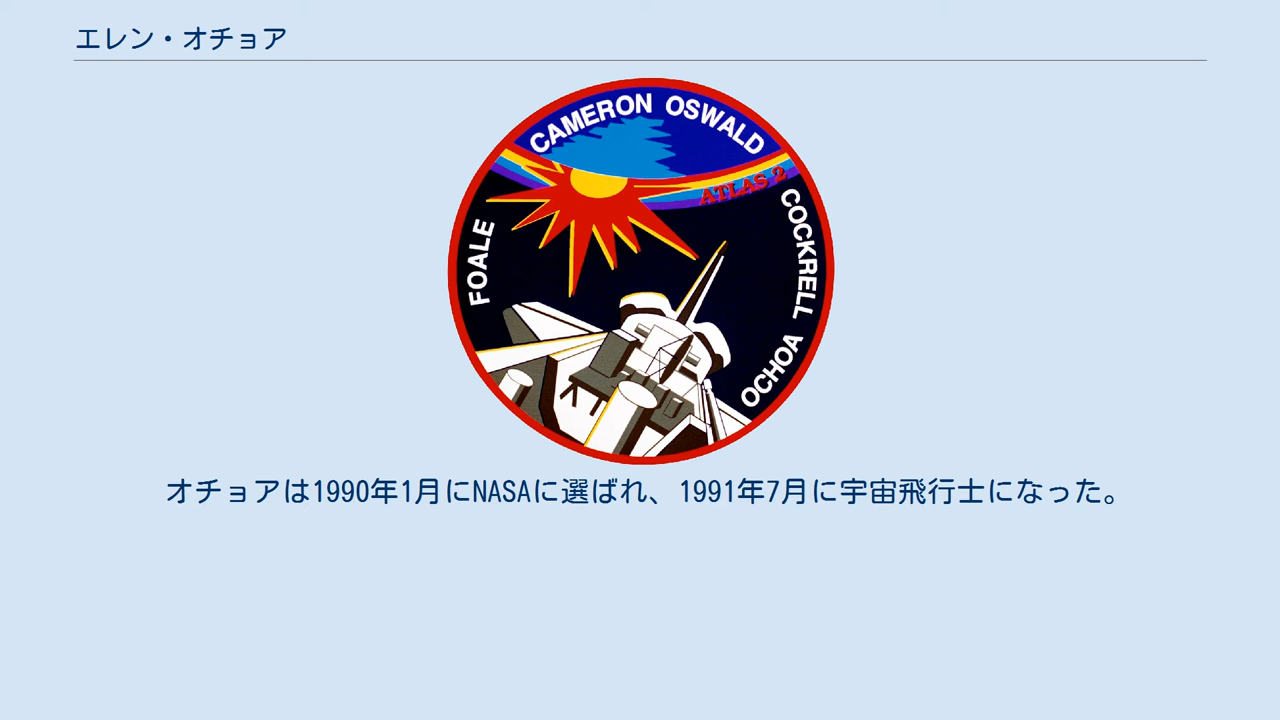 エレン・オチョア
CAMERON OSWALD
ATLAS 2
FOALE
COCKRELL
OCHOA
オチョアは1990年1月にNASAに選ばれ、1991年7月に宇宙飛行士になった。